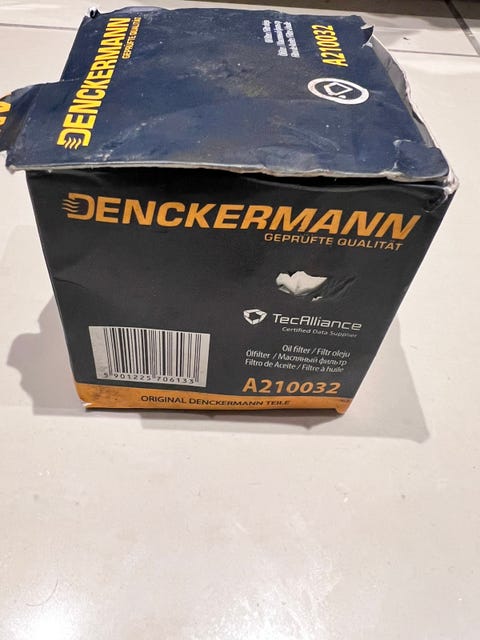 DENCKERMANN
GEPRÜFTE QUALITÄT
A210032
DENCKERMANN
GEPRÜFTE QUALITÄT
TecAlliance
Certified Data Supplier
Oil filter / Filtr oleju
Ölfilter / Масляный фильтр
Filtro de Aceite / Filtre à huile
A210032
5 901225 706133
ORIGINAL DENCKERMANN TEILE